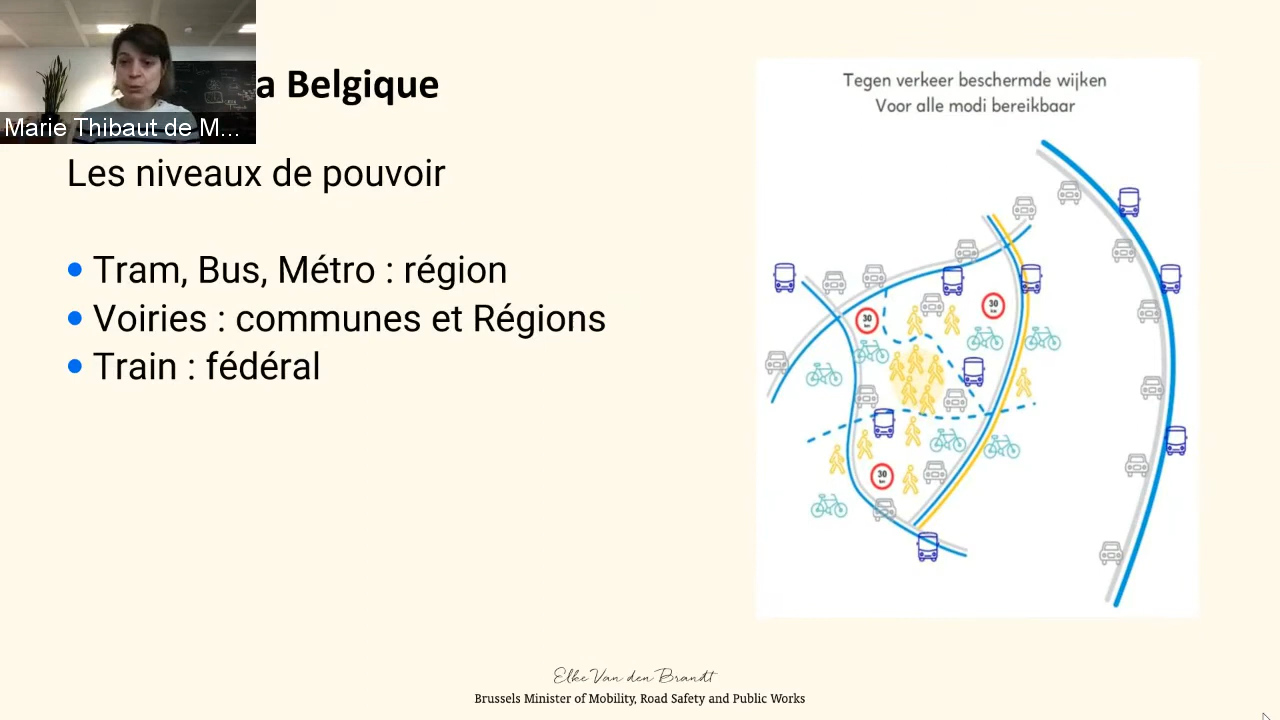 a Belgique
Marie Thibaut de M...
Les niveaux de pouvoir
Tram, Bus, Métro : région
Voiries : communes et Régions
Train : fédéral
Tegen verkeer beschermde wijken
Voor alle modi bereikbaar
30
30
30
Elke Van den Brandt
Brussels Minister of Mobility, Road Safety and Public Works